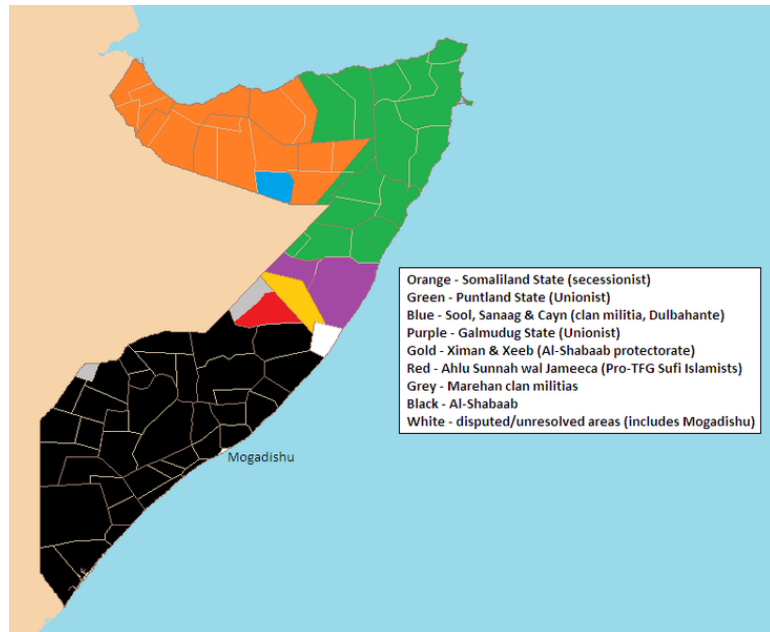 Orange - Somaliland State (secessionist)
Green - Puntland State (Unionist)
Blue - Sool, Sanaag & Cayn (clan militia, Dulbahante)
Purple - Galmudug State (Unionist)
Gold - Ximan & Xeeb (Al-Shabaab protectorate)
Red - Ahlu Sunnah wal Jameeca (Pro-TFG Sufi Islamists)
Grey - Marehan clan militias
Black - Al-Shabaab
White - disputed/unresolved areas (includes Mogadishu)
Mogadishu